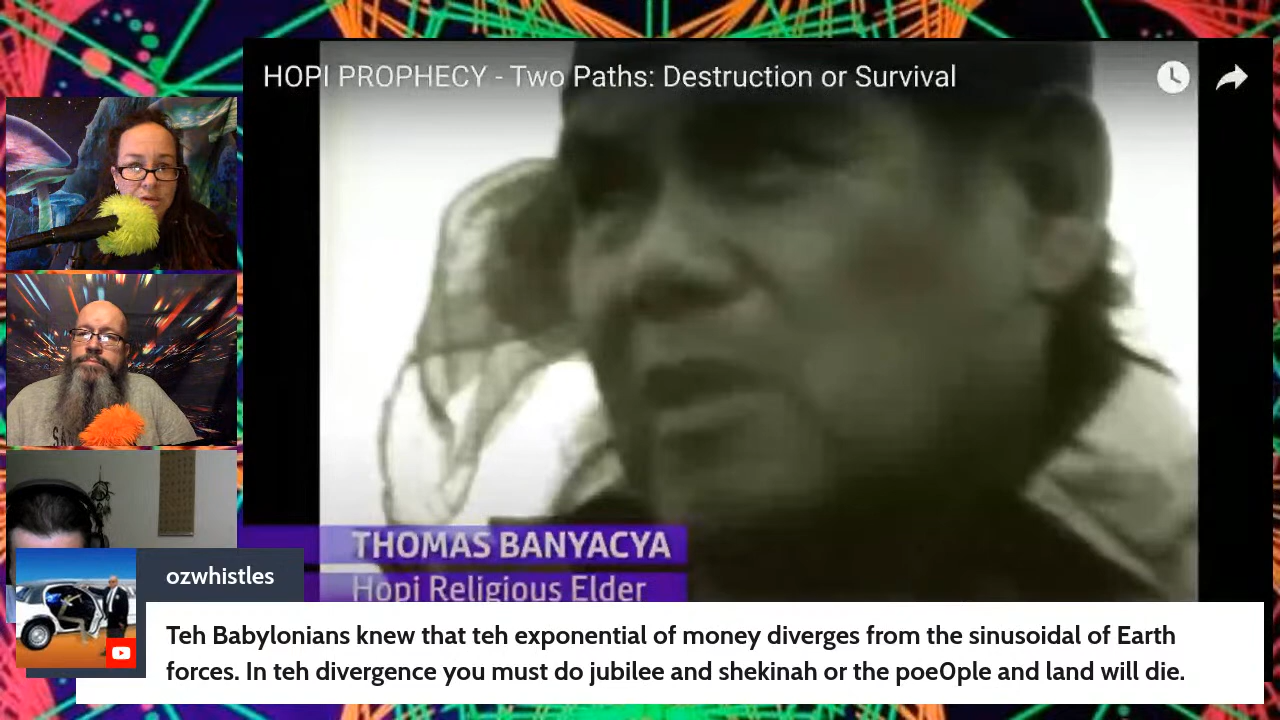 HOPI PROPHECY - Two Paths: Destruction or Survival
THOMAS BANYACYA
Hopi Religious Elder
ozwhistles
Teh Babylonians knew that teh exponential of money diverges from the sinusoidal of Earth
forces. In teh divergence you must do jubilee and shekinah or the poe0ple and land will die.